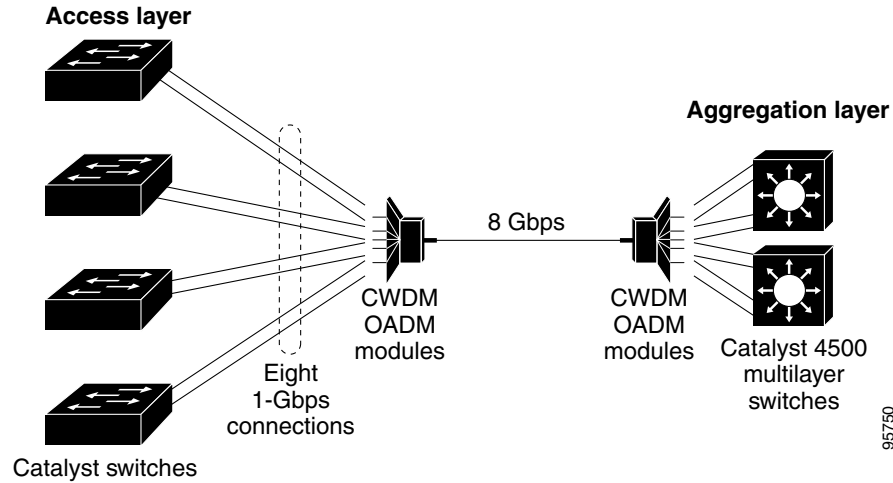 Access layer
Aggregation layer
8 Gbps
CWDM
OADM
modules
CWDM
OADM
modules
Eight
1-Gbps
connections
Catalyst 4500
multilayer
switches
Catalyst switches
95750